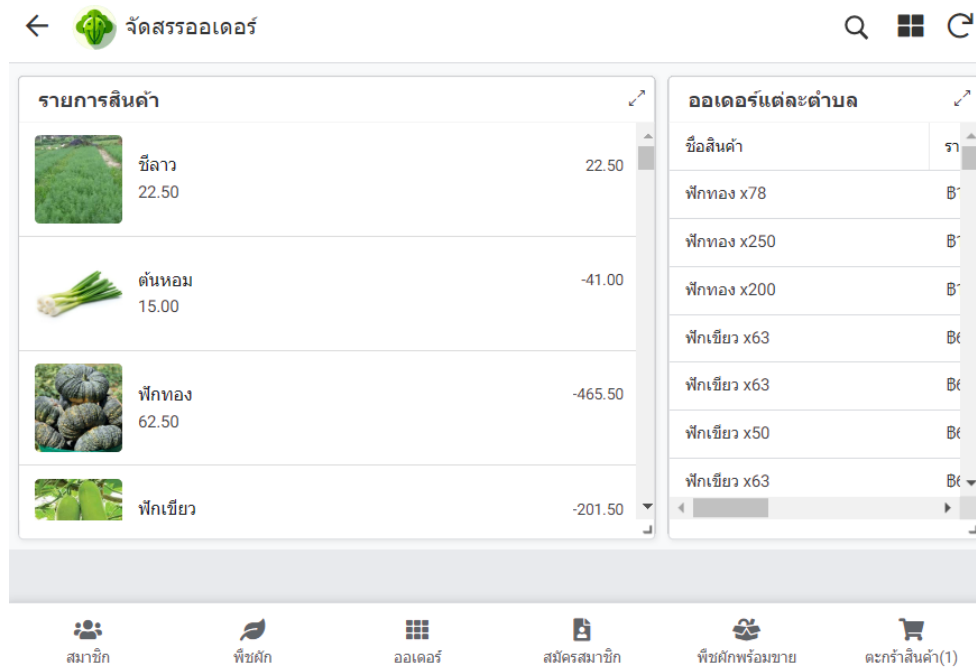 จัดสรรออเดอร์
รายการสินค้า
ชีลาว
22.50
22.50
ต้นหอม
-41.00
15.00
ฟักทอง
-465.50
62.50
ฟักเขียว
-201.50
ออเดอร์แต่ละตำบล
ชื่อสินค้า
ฟักทอง x78
ฟักทอง x250
ฟักทอง x200
ฟักเขียว x63
ฟักเขียว x63
ฟักเขียว x50
ฟักเขียว x63
สมาชิก
พืชผัก
ออเดอร์
สมัครสมาชิก
พืชผักพร้อมขาย
ตะกร้าสินค้า(1)